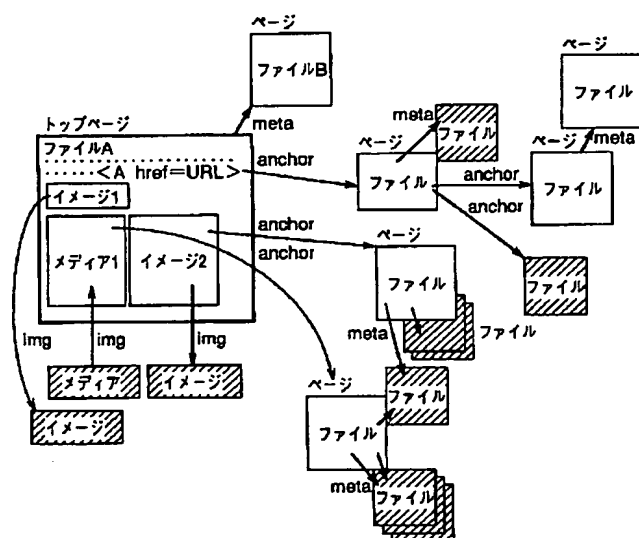 ページ
ファイルB
meta
トップページ
ファイルA
<A href=URL>
イメージ1
メディア1
イメージ2
anchor
ページ
ファイル
meta
ファイル
anchor
anchor
ページ
ファイル
meta
ページ
ファイル
ファイル
anchor
anchor
ページ
ファイル
ファイル
meta
img
img
img
メディア
イメージ
イメージ
ページ
ファイル
ファイル
meta
ファイル